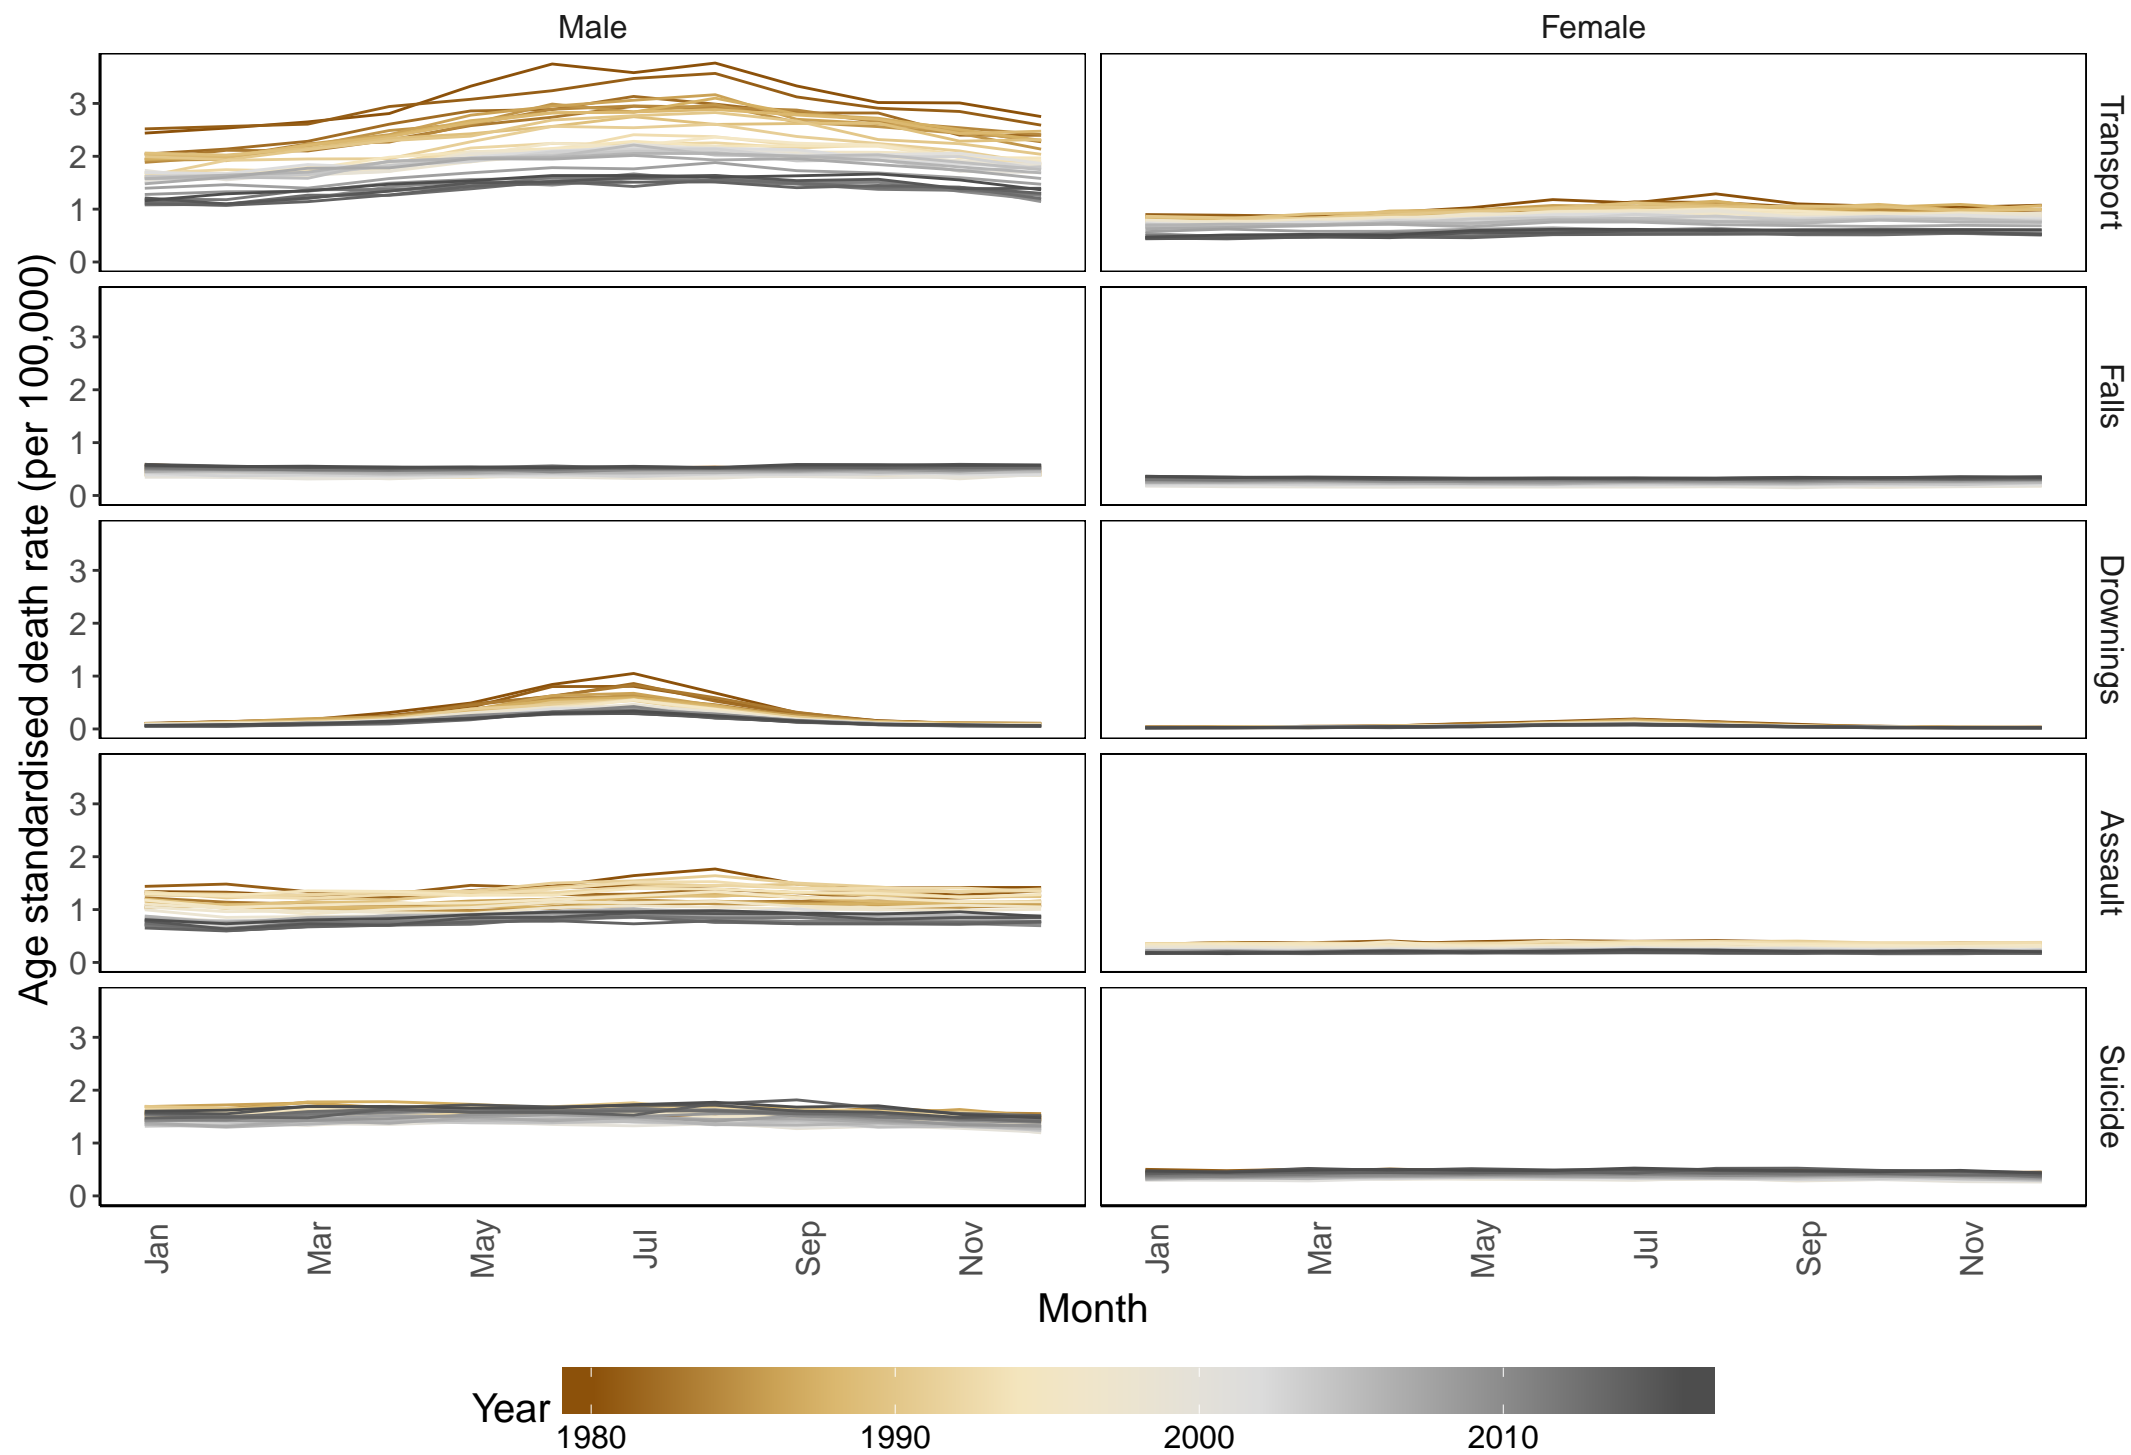 Male
Female
Age standardised death rate (per 100,000)
3
2
1
0
Transport
3
2
1
0
Falls
3
2
1
0
Drownings
3
2
1
0
Assault
3
2
1
0
Suicide
Jan
Mar
May
Jul
Sep
Nov
Jan
Mar
May
Jul
Sep
Nov
Month
Year
1980
1990
2000
2010